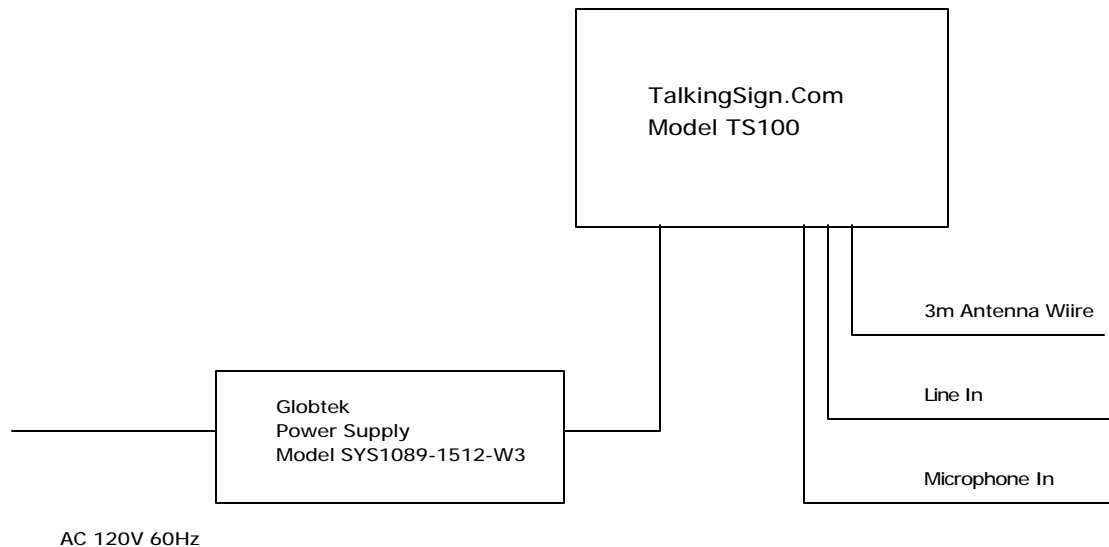 TalkingSign.Com
Model TS100
3m Antenna Wiire
Line In
Globtek
Power Supply
Model SYS1089-1512-W3
Microphone In
AC 120V 60Hz